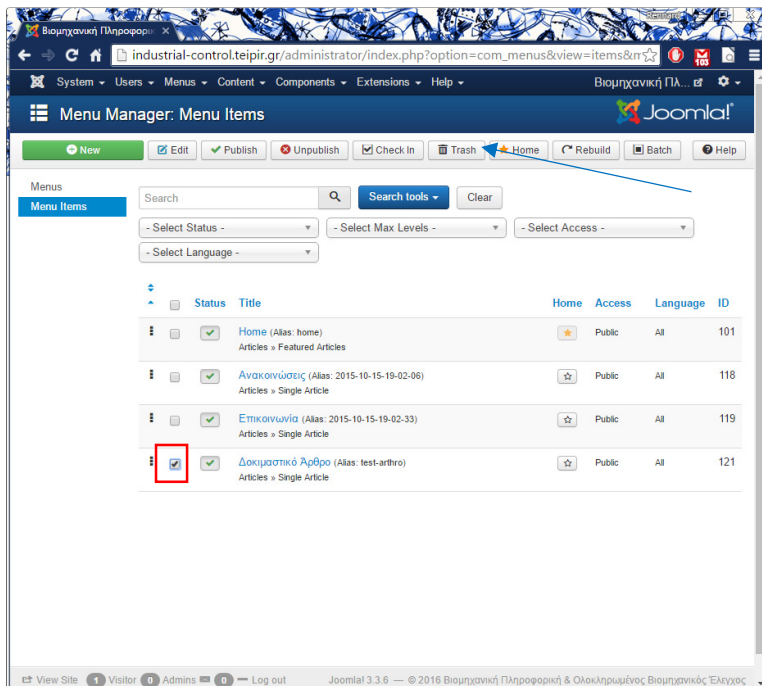 Βιομηχανική Πληροφορι
industrial-control.teipir.gr/administrator/index.php?option=com_menus&view=items&m
103
System Users Menus Content Components Extensions Help Βιομηχανική Πλ...
Menu Manager: Menu Items Joomla!
New Edit Publish Unpublish Check In Trash Home Rebuild Batch Help
Menus
Menu Items
Search Search tools Clear
- Select Status - - Select Max Levels - - Select Access -
- Select Language -
Status Title Home Access Language ID
Home (Alias: home) Public All 101
Articles » Featured Articles
Ανακοινώσεις (Alias: 2015-10-15-19-02-06) Public All 118
Articles » Single Article
Επικοινωνία (Alias: 2015-10-15-19-02-33) Public All 119
Articles » Single Article
Δοκιμαστικό Άρθρο (Alias: test-arthro) Public All 121
Articles » Single Article
View Site 1 Visitor 0 Admins 0 Log out Joomla! 3.3.6 — © 2016 Βιομηχανική Πληροφορική & Ολοκληρωμένος Βιομηχανικός Έλεγχος